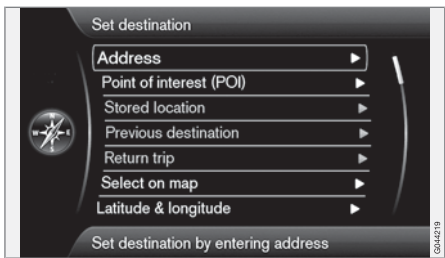 Set destination
Address
Point of interest (POI)
Stored location
Previous destination
Return trip
Select on map
Latitude & longitude
Set destination by entering address
W
E
S
G044219